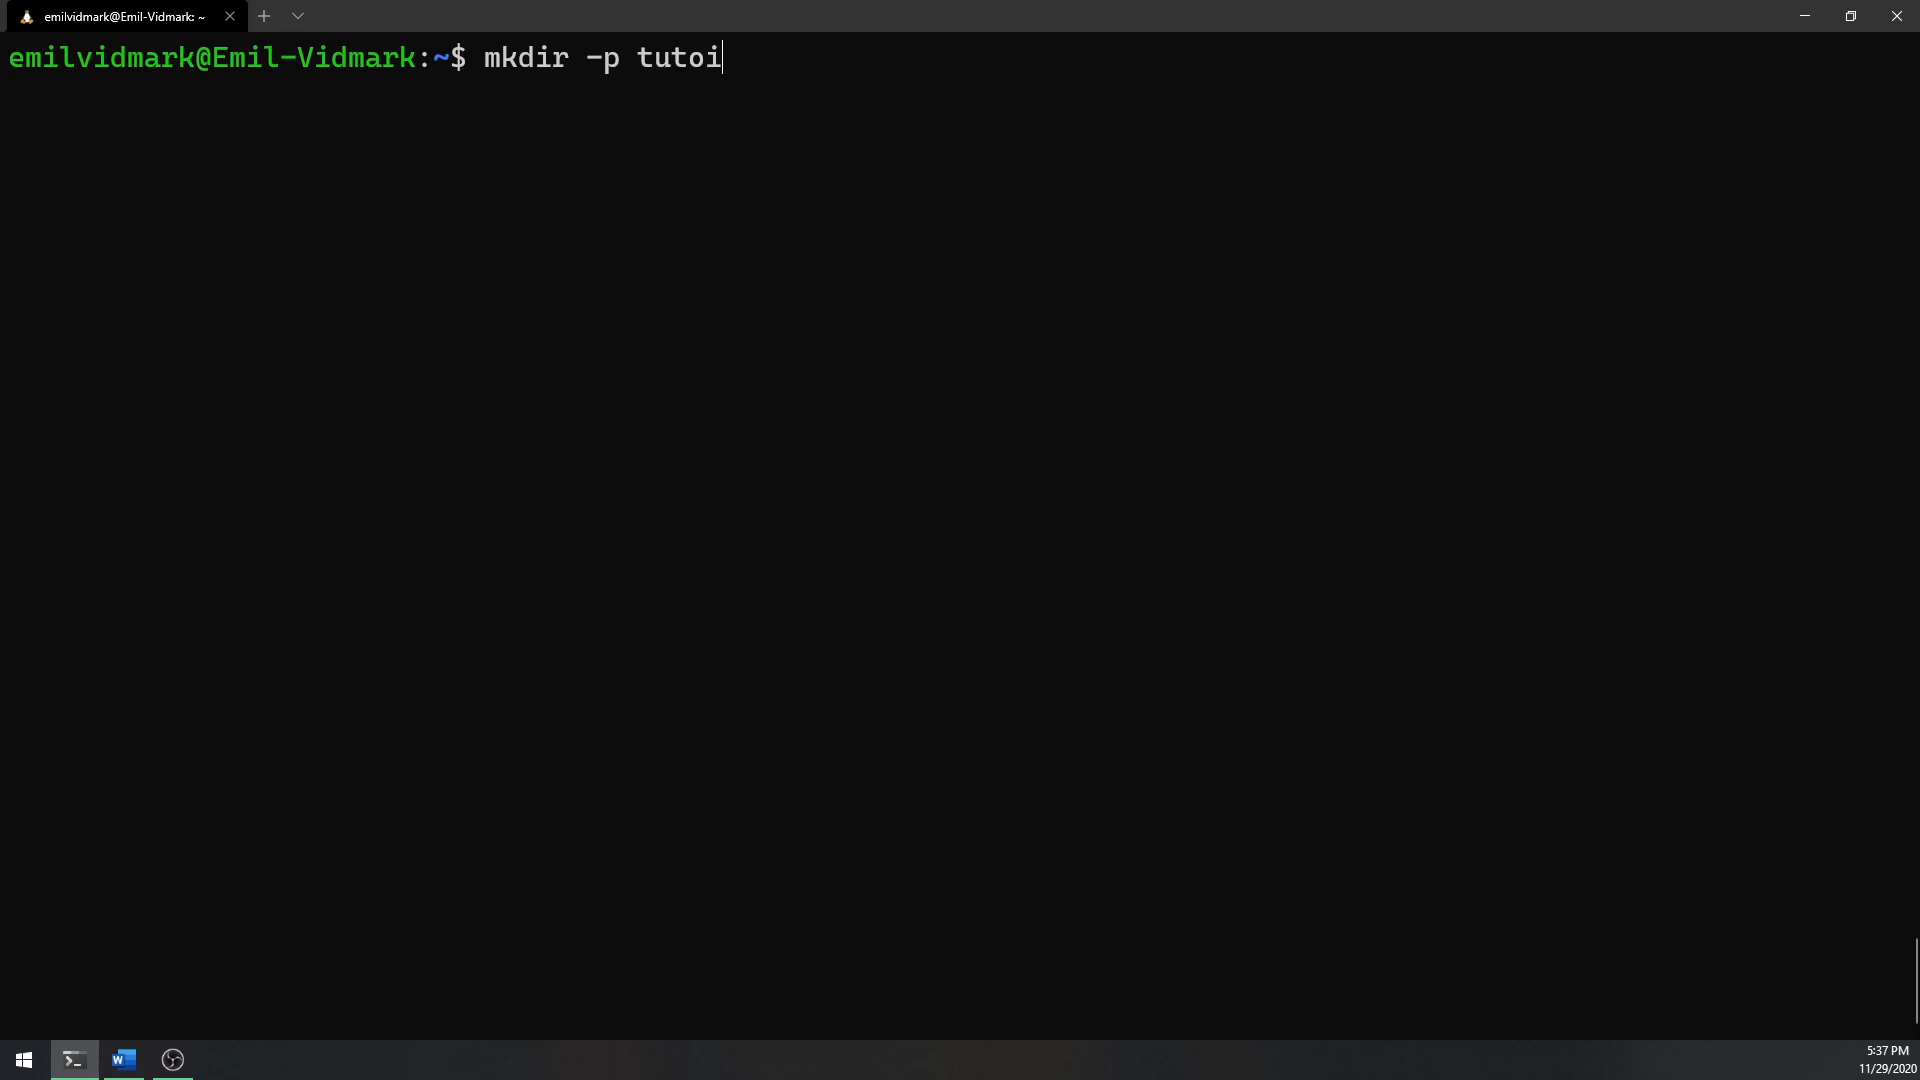 emilvidmark@Emil-Vidmark: ~
emilvidmark@Emil-Vidmark:~$ mkdir -p tutoi
W
5:37 PM
11/29/2020